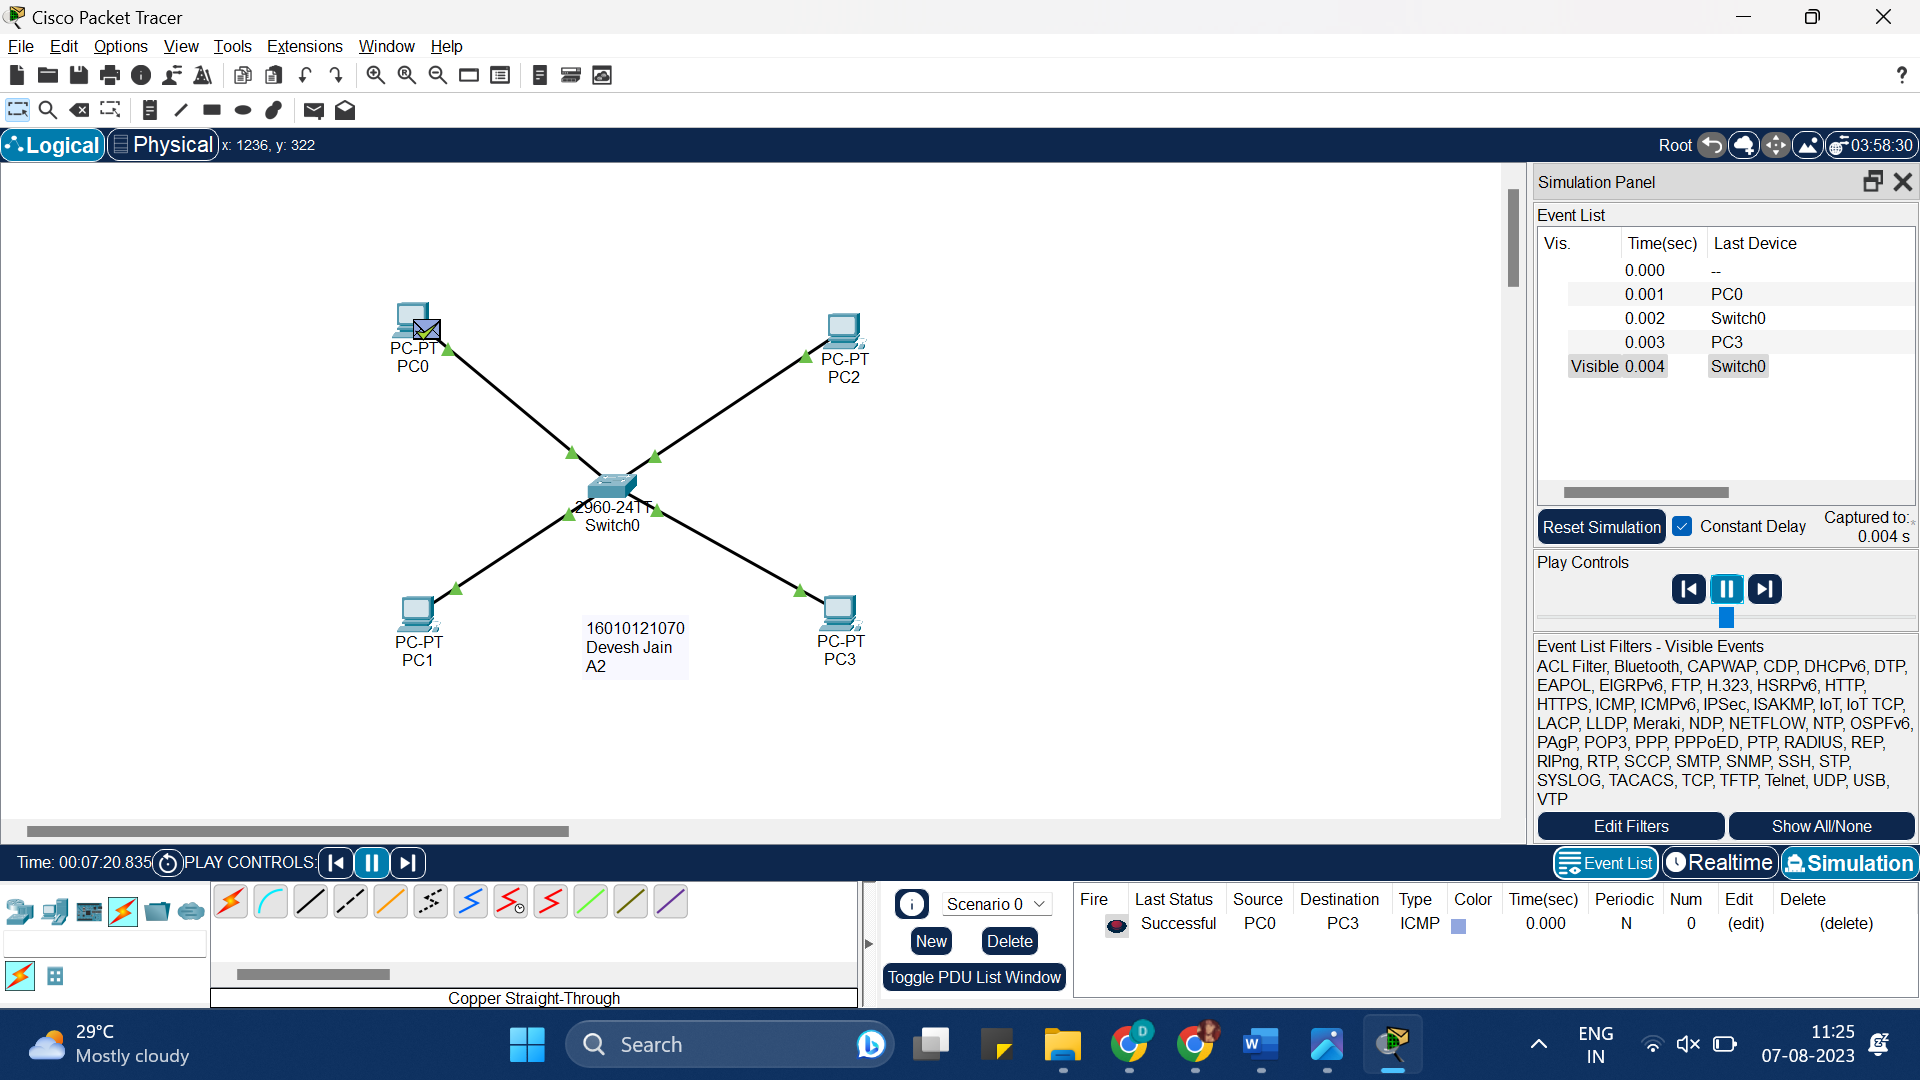 Cisco Packet Tracer
File Edit Options View Tools Extensions Window Help
?
Logical Physical x: 1236, y: 322 Root 03:58:30
Simulation Panel
Event List
Vis. Time(sec) Last Device
0.000 --
0.001 PC0
0.002 Switch0
0.003 PC3
Visible 0.004 Switch0
PC-PT
PC0
PC-PT
PC2
2960-24TT
Switch0
PC-PT
PC1
PC-PT
PC3
16010121070
Devesh Jain
A2
Reset Simulation Constant Delay Captured to:
0.004 s
Play Controls
Event List Filters - Visible Events
ACL Filter, Bluetooth, CAPWAP, CDP, DHCPv6, DTP,
EAPOL, EIGRPv6, FTP, H.323, HSRPv6, HTTP,
HTTPS, ICMP, ICMPv6, IPSec, ISAKMP, IoT, IoT TCP,
LACP, LLDP, Meraki, NDP, NETFLOW, NTP, OSPFv6,
PAgP, POP3, PPP, PPPoED, PTP, RADIUS, REP,
RIPng, RTP, SCCP, SMTP, SNMP, SSH, STP,
SYSLOG, TACACS, TCP, TFTP, Telnet, UDP, USB,
VTP
Edit Filters Show All/None
Time: 00:07:20.835 PLAY CONTROLS: Event List Realtime Simulation
Copper Straight-Through
Scenario 0
New Delete
Toggle PDU List Window
Fire Last Status Source Destination Type Color Time(sec) Periodic Num Edit Delete
Successful PC0 PC3 ICMP 0.000 N 0 (edit) (delete)
29°C
Mostly cloudy
Search
D
W
ENG
IN
11:25
07-08-2023